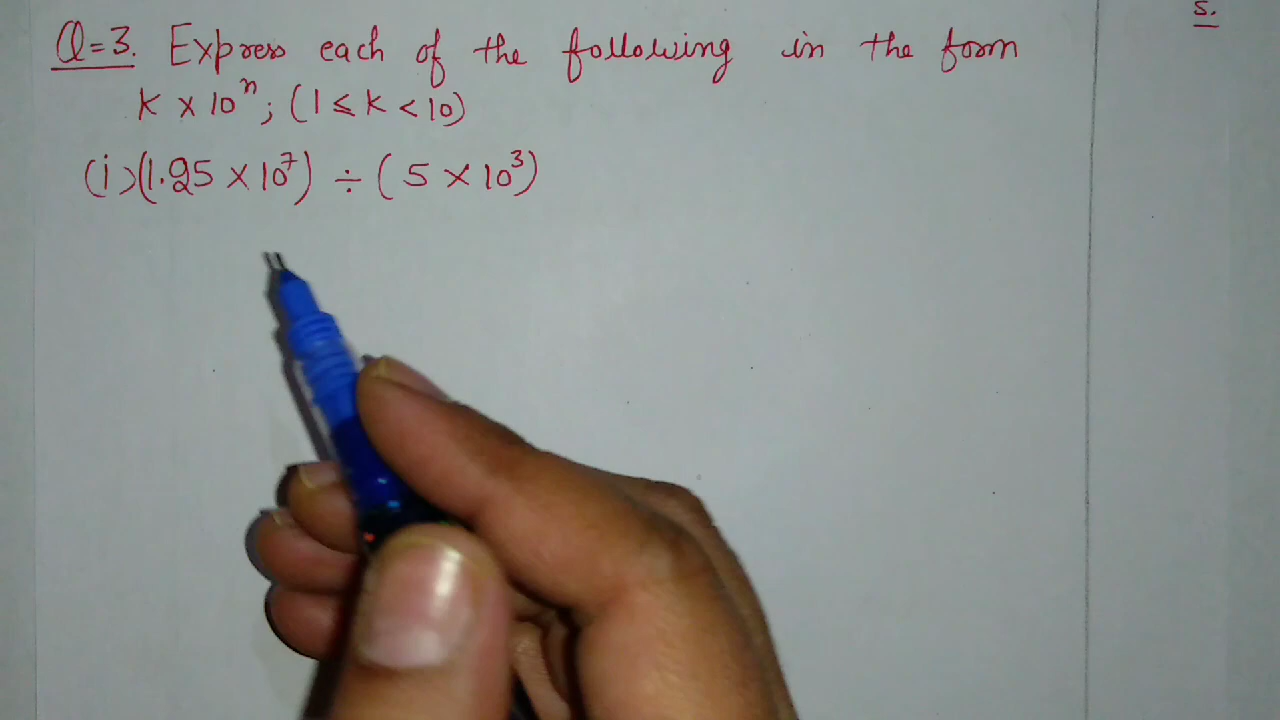 Q=3. Express each of the following in the form
K × 10ⁿ ; (1 ≤ K < 10)
(i) (1.25 × 10⁷) ÷ (5 × 10³)
5.